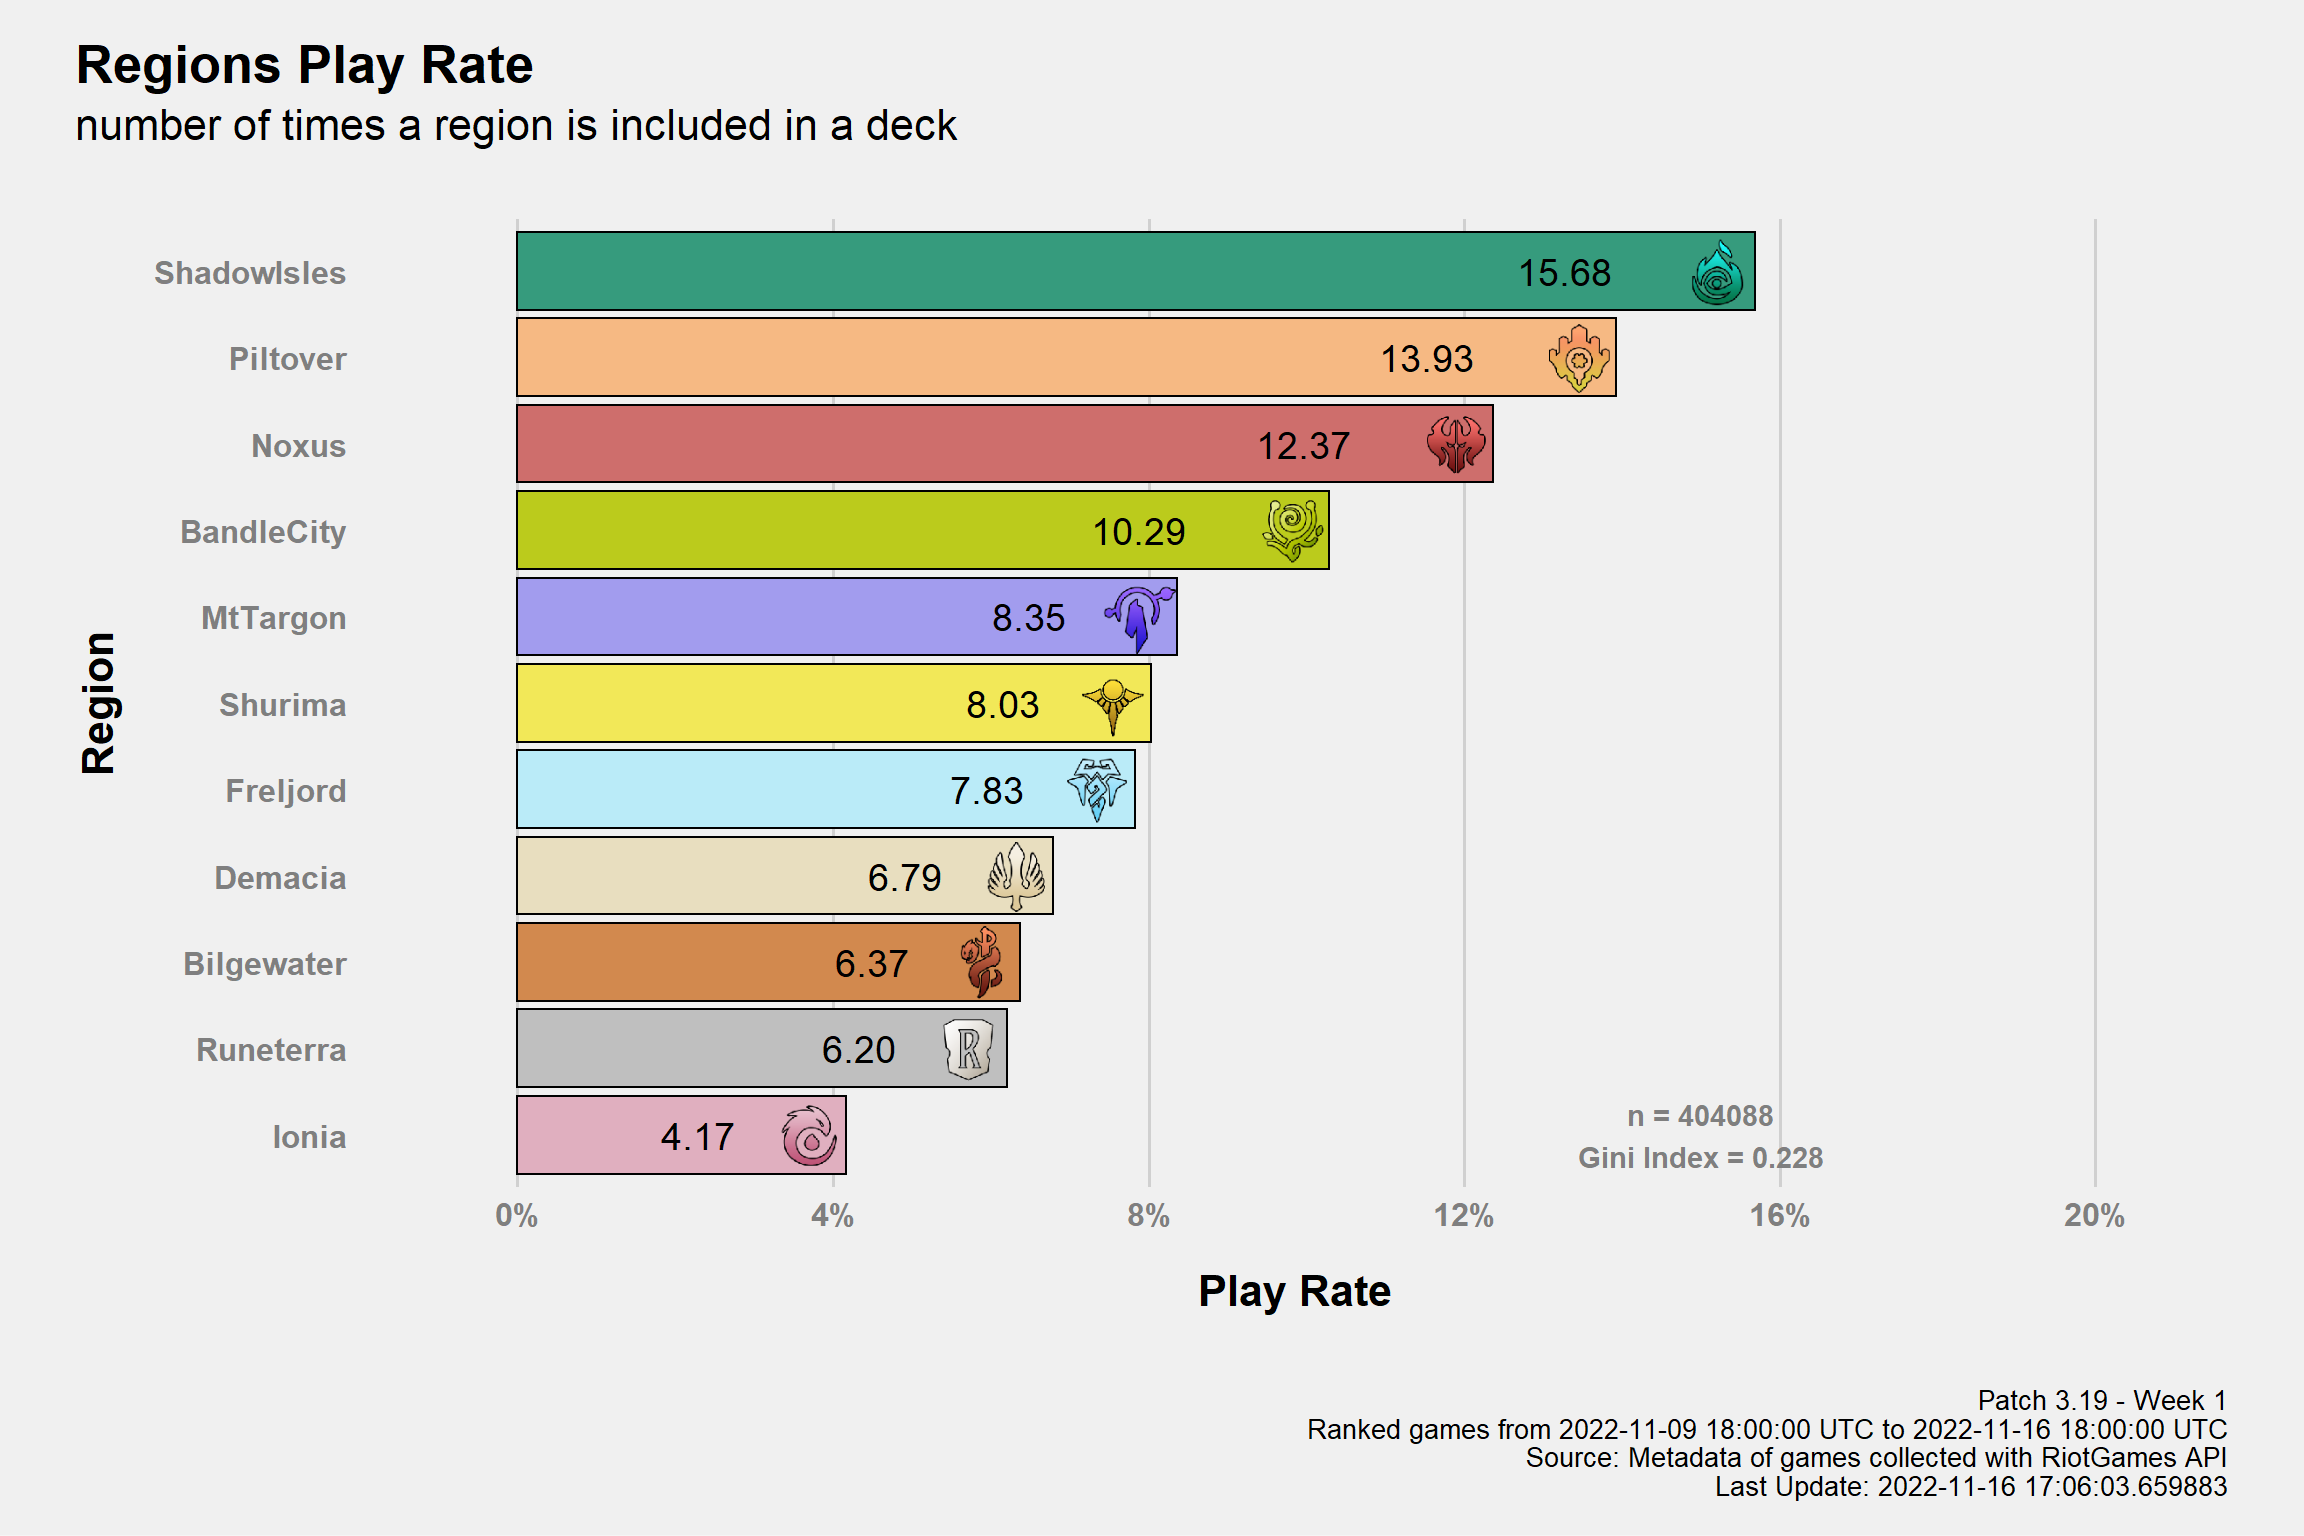 Regions Play Rate
number of times a region is included in a deck
Region
ShadowIsles 15.68
Piltover 13.93
Noxus 12.37
BandleCity 10.29
MtTargon 8.35
Shurima 8.03
Freljord 7.83
Demacia 6.79
Bilgewater 6.37
Runeterra 6.20 R
Ionia 4.17
n = 404088
Gini Index = 0.228
0% 4% 8% 12% 16% 20%
Play Rate
Patch 3.19 - Week 1
Ranked games from 2022-11-09 18:00:00 UTC to 2022-11-16 18:00:00 UTC
Source: Metadata of games collected with RiotGames API
Last Update: 2022-11-16 17:06:03.659883